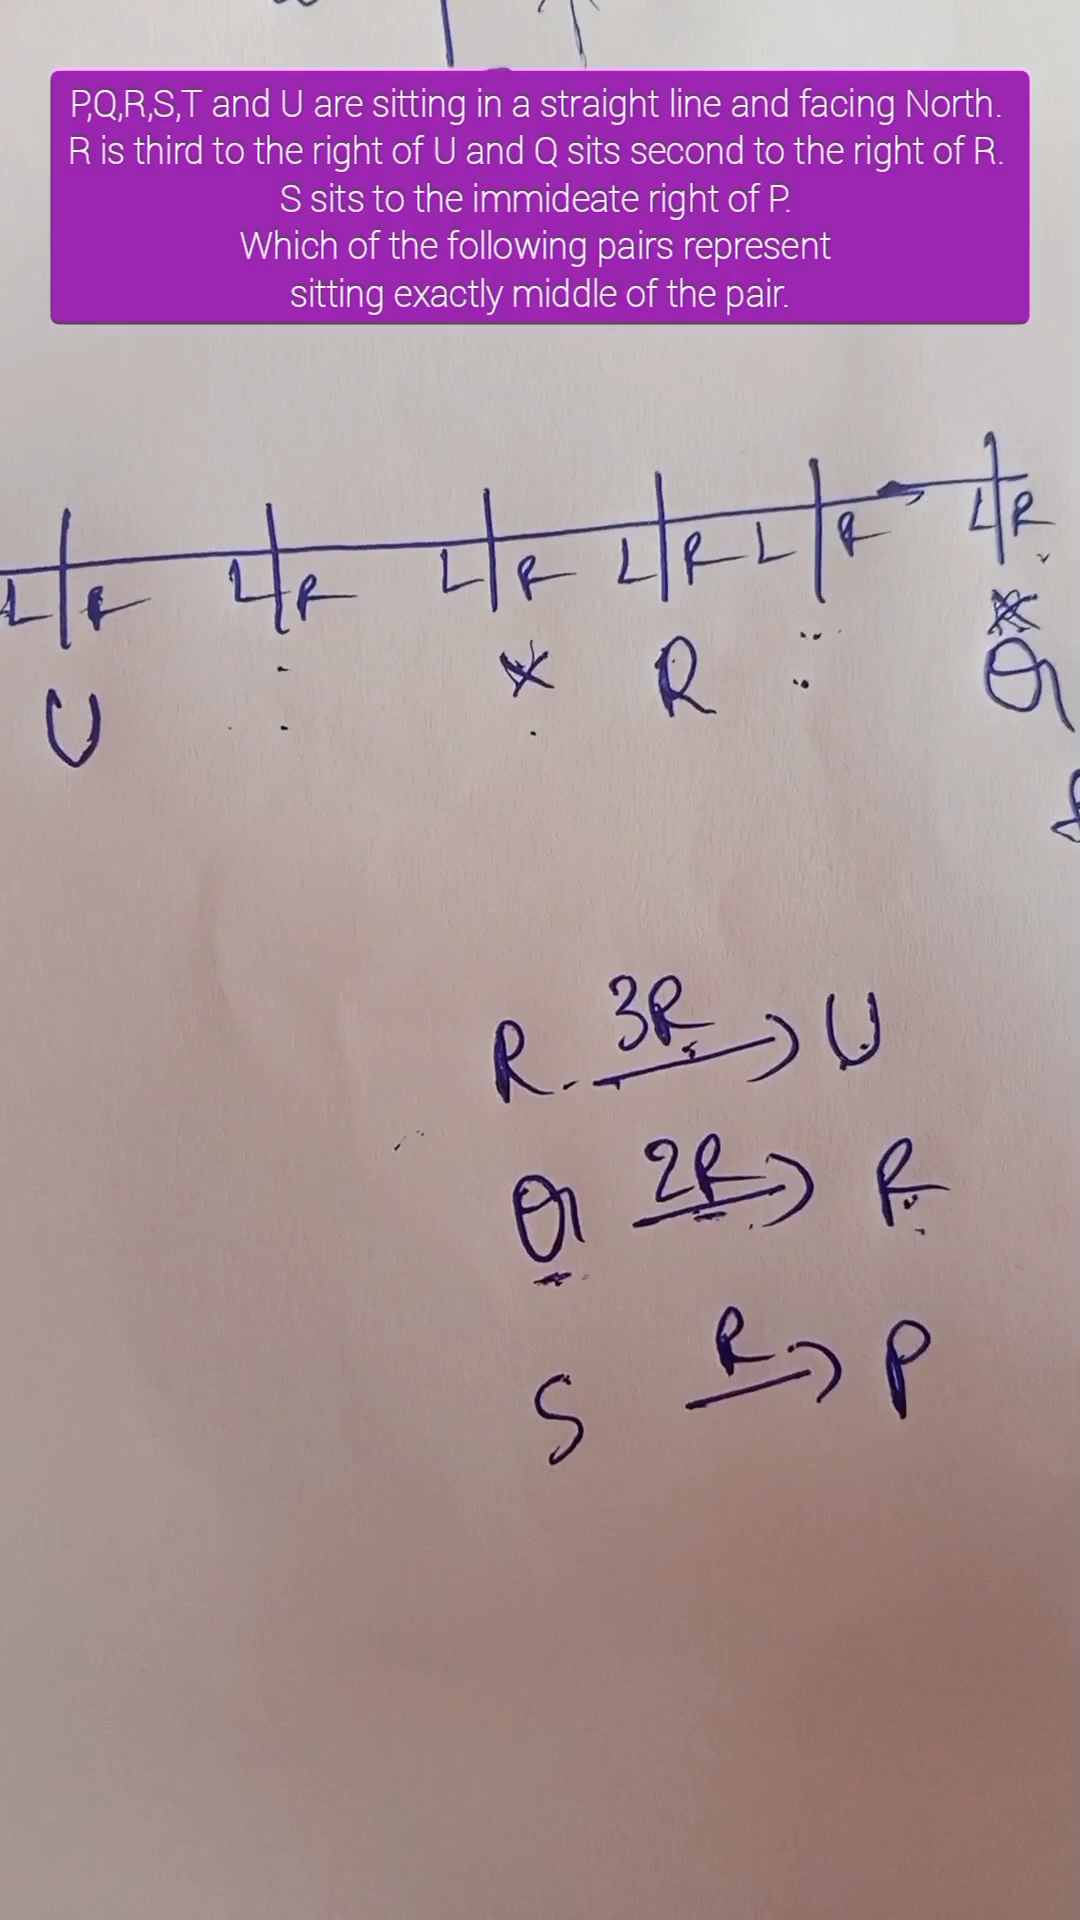 P,Q,R,S,T and U are sitting in a straight line and facing North.
R is third to the right of U and Q sits second to the right of R.
S sits to the immideate right of P.
Which of the following pairs represent
sitting exactly middle of the pair.
L R L R L R L R L R L R
U R Q
R 3R U
Q 2R R
S R P